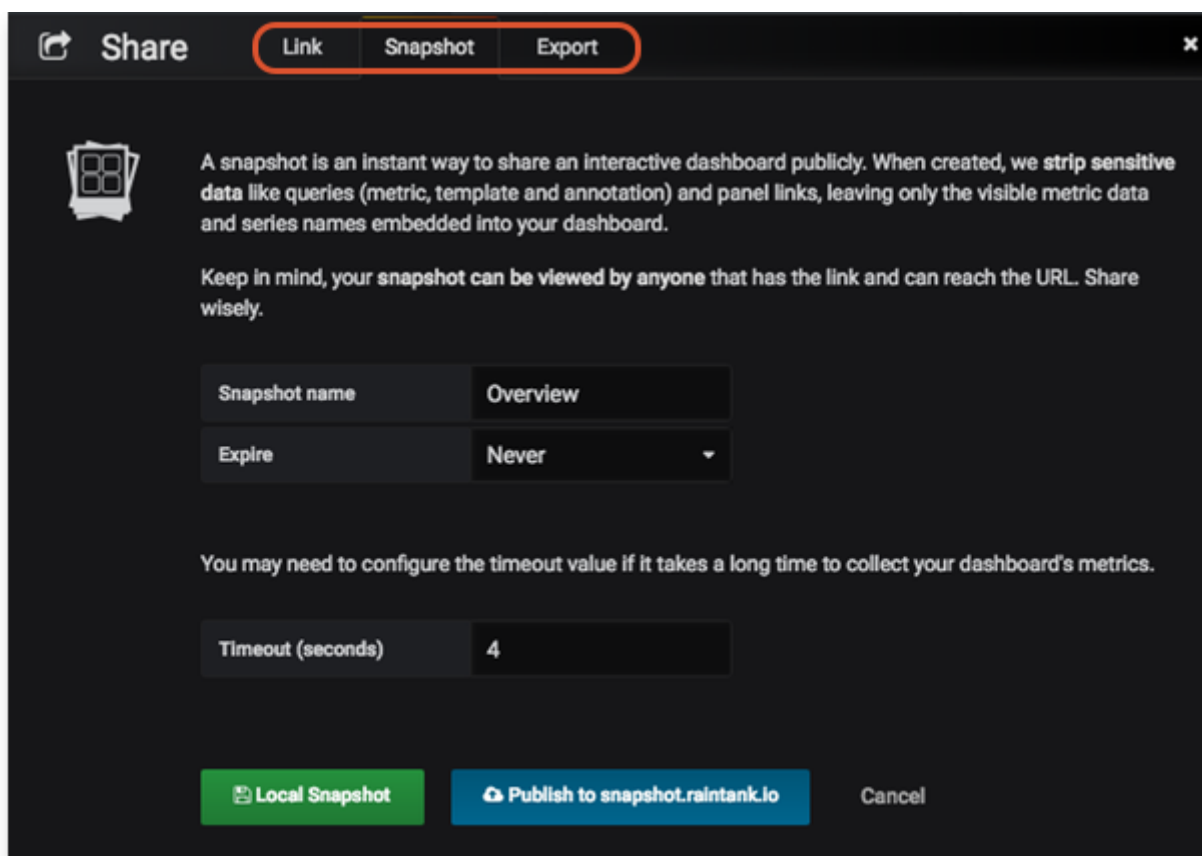 Share
Link
Snapshot
Export
A snapshot is an instant way to share an interactive dashboard publicly. When created, we strip sensitive
data like queries (metric, template and annotation) and panel links, leaving only the visible metric data
and series names embedded into your dashboard.
Keep in mind, your snapshot can be viewed by anyone that has the link and can reach the URL. Share
wisely.
Snapshot name
Overview
Expire
Never
You may need to configure the timeout value if it takes a long time to collect your dashboard's metrics.
Timeout (seconds)
4
Local Snapshot
Publish to snapshot.raintank.io
Cancel